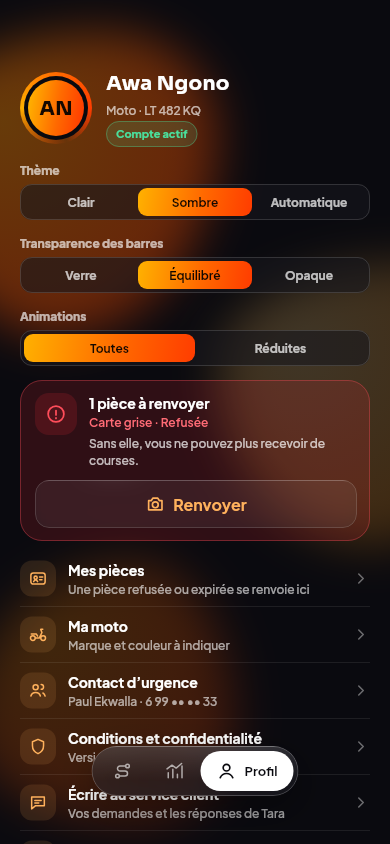 Awa Ngono
AN
Moto · LT 482 KQ
Compte actif
Thème
Clair Sombre Automatique
Transparence des barres
Verre Équilibré Opaque
Animations
Toutes Réduites
1 pièce à renvoyer
Carte grise · Refusée
Sans elle, vous ne pouvez plus recevoir de
courses.
Renvoyer
Mes pièces
Une pièce refusée ou expirée se renvoie ici
Ma moto
Marque et couleur à indiquer
Contact d’urgence
Paul Ekwalla · 6 99 •• •• 33
Conditions et confidentialité
Profil
Écrire au service client
Vos demandes et les réponses de Tara